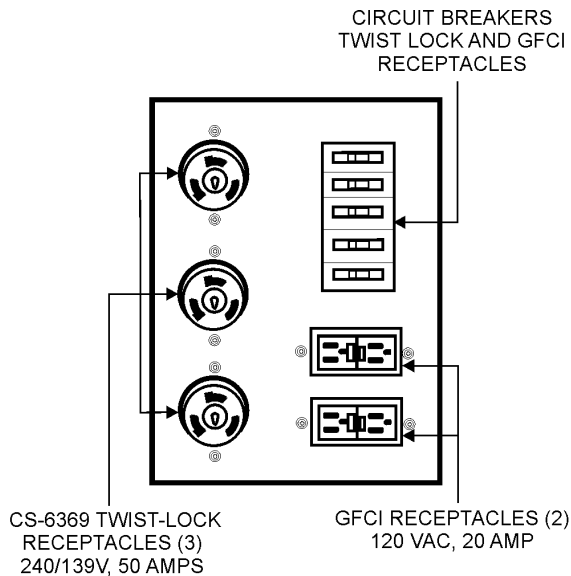 CIRCUIT BREAKERS
TWIST LOCK AND GFCI
RECEPTACLES
CS-6369 TWIST-LOCK
RECEPTACLES (3)
240/139V, 50 AMPS
GFCI RECEPTACLES (2)
120 VAC, 20 AMP